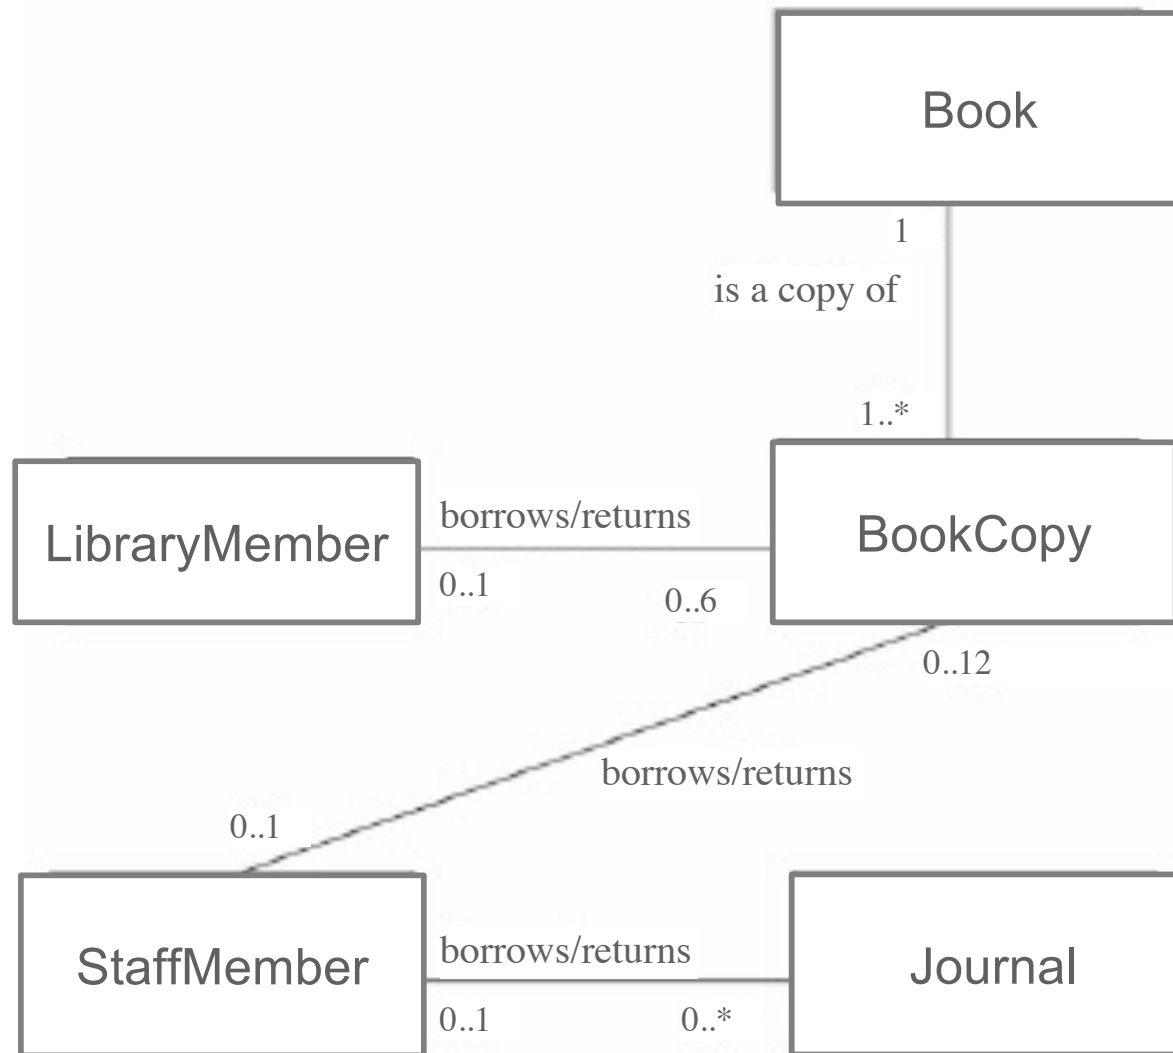 Book
1
is a copy of
1..*
LibraryMember
borrows/returns
BookCopy
0..1
0..6
0..12
borrows/returns
0..1
StaffMember
borrows/returns
Journal
0..1
0..*